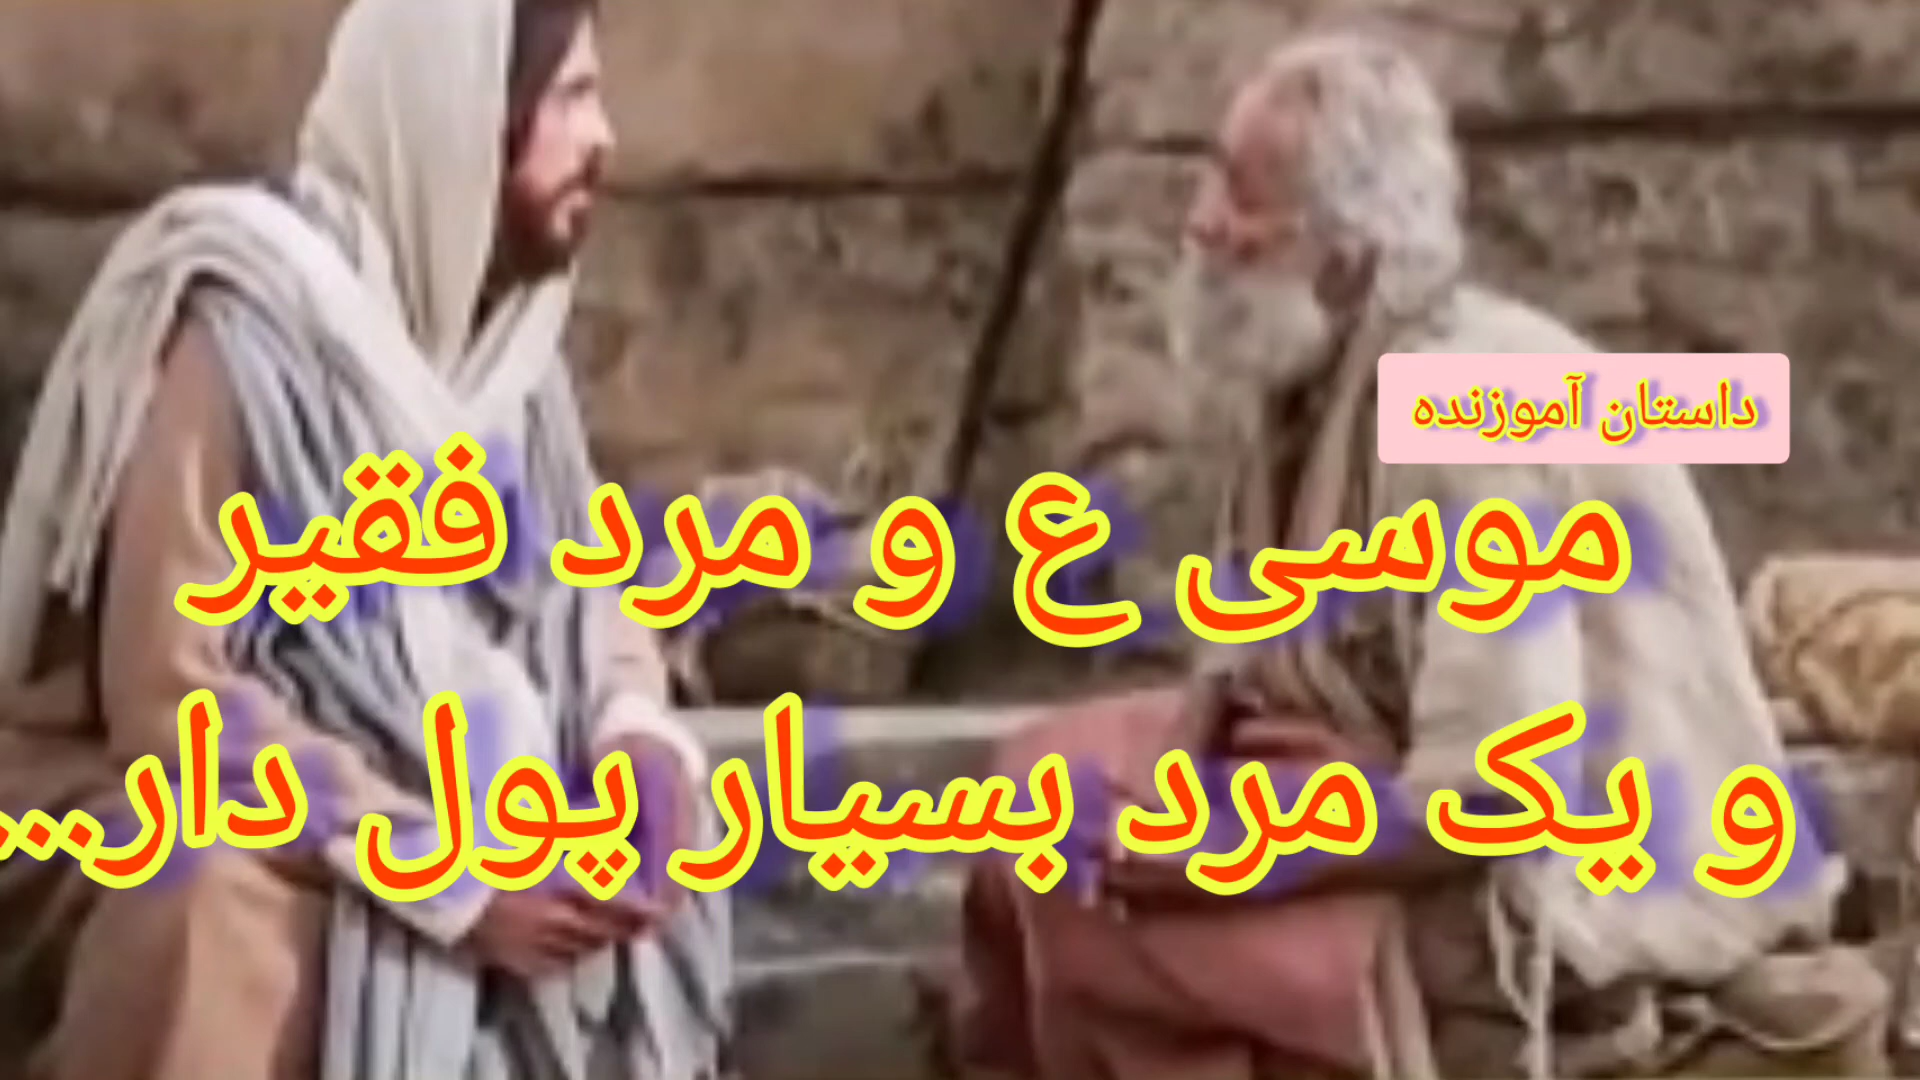 داستان آموزنده
موسی ع و مرد فقیر
و یک مرد بسیار پول دار...